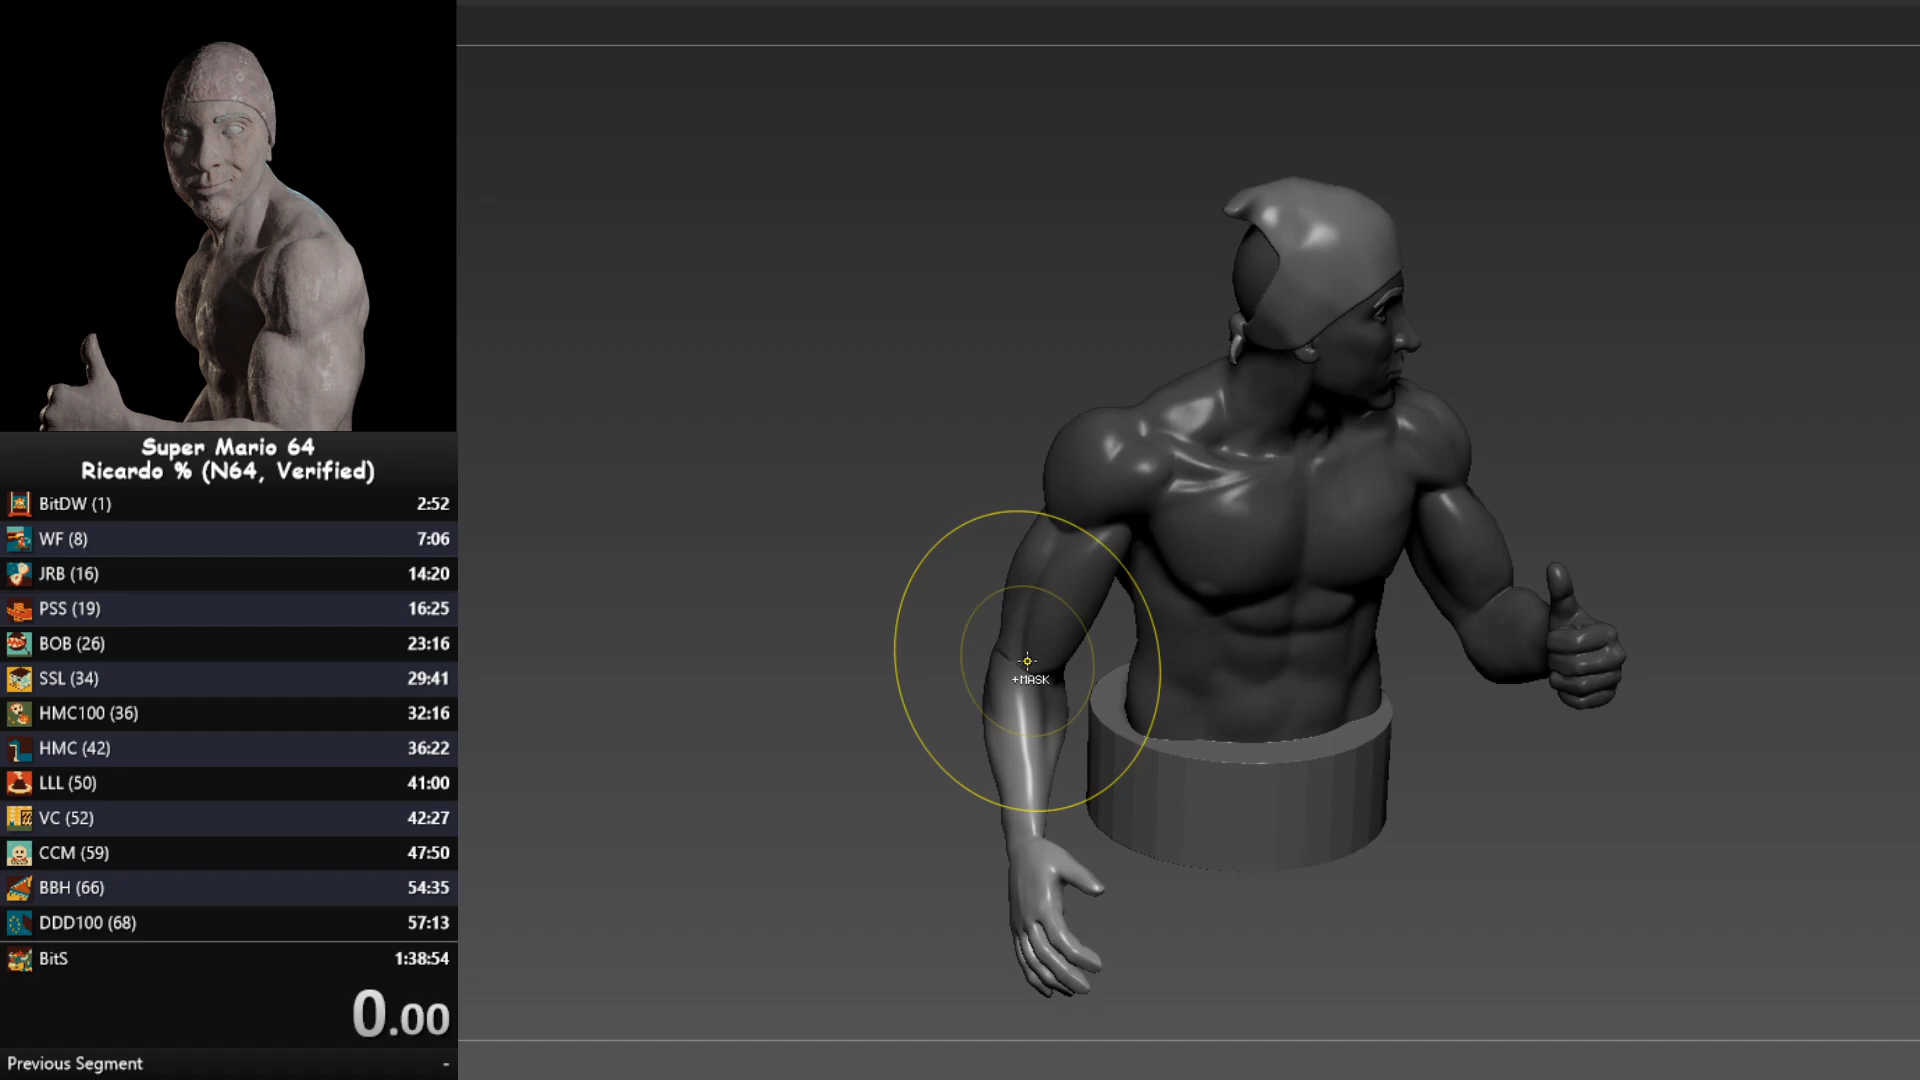 Super Mario 64
Ricardo % (N64, Verified)
BitDW (1) 2:52
WF (8) 7:06
JRB (16) 14:20
PSS (19) 16:25
BOB (26) 23:16
SSL (34) 29:41
HMC100 (36) 32:16
HMC (42) 36:22
LLL (50) 41:00
VC (52) 42:27
CCM (59) 47:50
BBH (66) 54:35
DDD100 (68) 57:13
BitS 1:38:54
0.00
Previous Segment -
+MASK